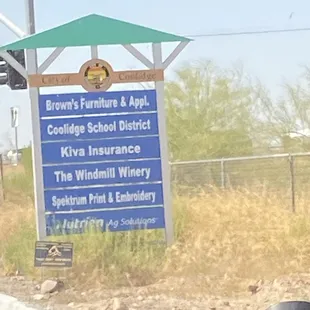 City of Coolidge
Brown's Furniture & Appl.
Coolidge School District
Kiva Insurance
The Windmill Winery
Spektrum Print & Embroidery
Nutrien Ag Solutions